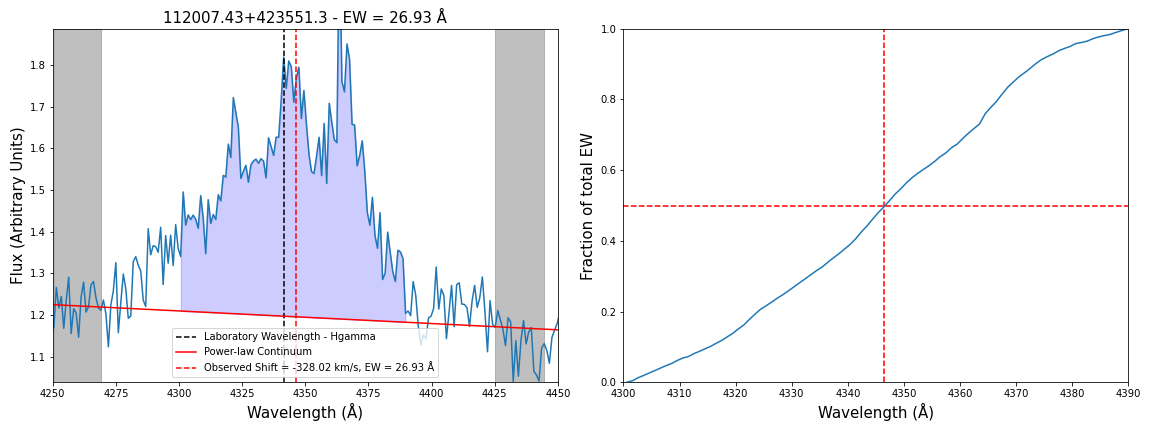 112007.43+423551.3 - EW = 26.93 Å
Flux (Arbitrary Units)
1.8
1.7
1.6
1.5
1.4
1.3
1.2
1.1
Laboratory Wavelength - Hgamma
Power-law Continuum
Observed Shift = -328.02 km/s, EW = 26.93 Å
4250 4275 4300 4325 4350 4375 4400 4425 4450
Wavelength (Å)
Fraction of total EW
1.0
0.8
0.6
0.4
0.2
0.0
4300 4310 4320 4330 4340 4350 4360 4370 4380 4390
Wavelength (Å)